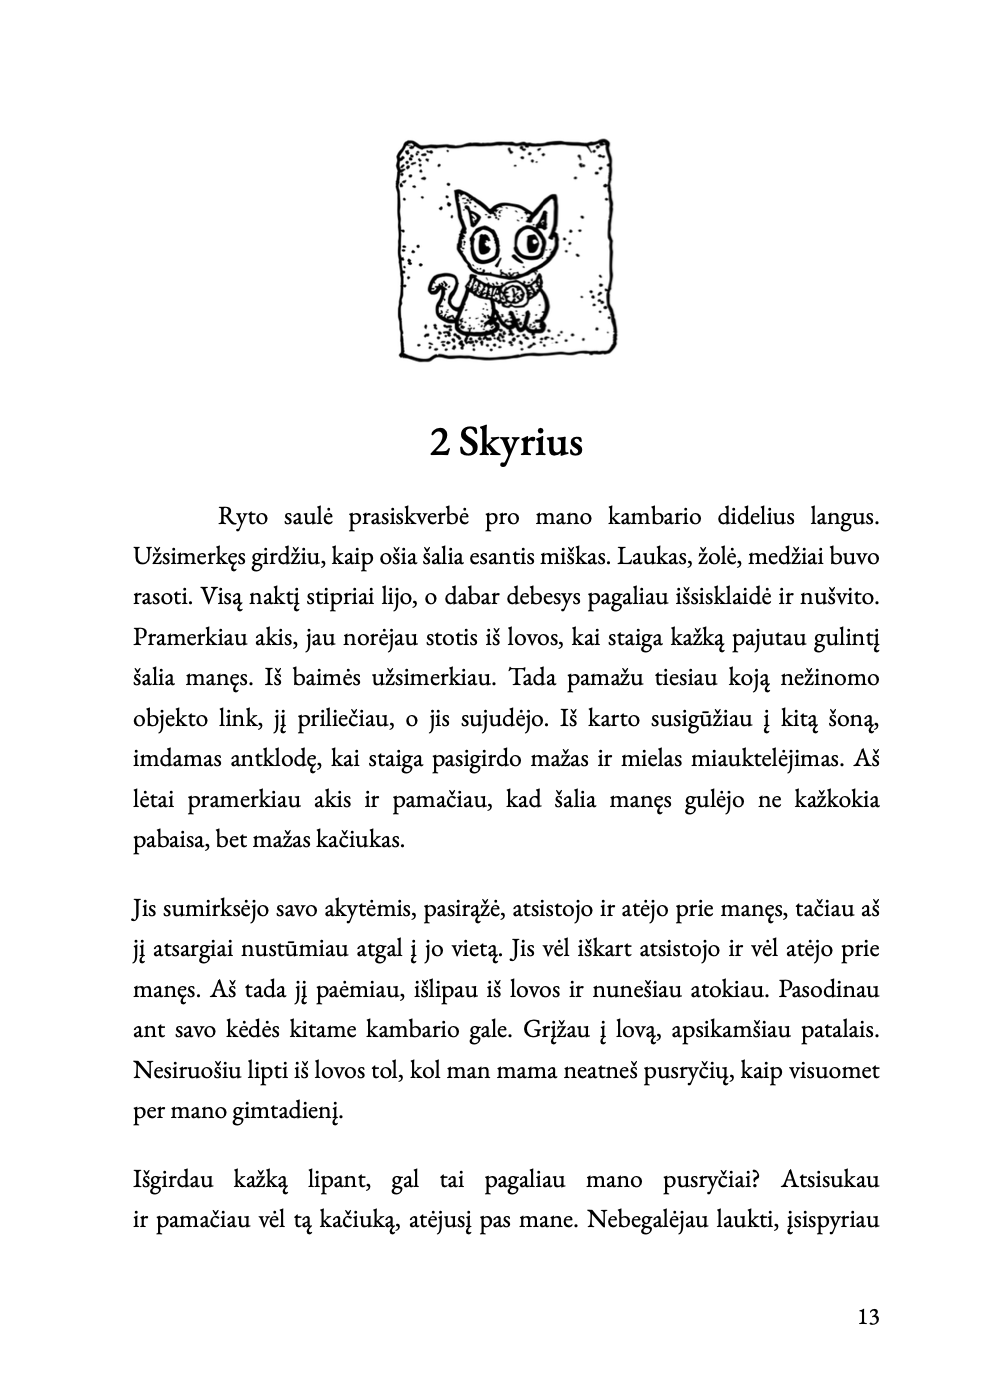 2 Skyrius
Ryto saulė prasiskverbė pro mano kambario didelius langus.
Užsimerkęs girdžiu, kaip ošia šalia esantis miškas. Laukas, žolė, medžiai buvo
rasoti. Visą naktį stipriai lijo, o dabar debesys pagaliau išsisklaidė ir nušvito.
Pramerkiau akis, jau norėjau stotis iš lovos, kai staiga kažką pajutau gulintį
šalia manęs. Iš baimės užsimerkiau. Tada pamažu tiesiau koją nežinomo
objekto link, jį priliečiau, o jis sujudėjo. Iš karto susigūžiau į kitą šoną,
imdamas antklodę, kai staiga pasigirdo mažas ir mielas miauktelėjimas. Aš
lėtai pramerkiau akis ir pamačiau, kad šalia manęs gulėjo ne kažkokia
pabaisa, bet mažas kačiukas.
Jis sumirksėjo savo akytėmis, pasirąžė, atsistojo ir atėjo prie manęs, tačiau aš
jį atsargiai nustūmiau atgal į jo vietą. Jis vėl iškart atsistojo ir vėl atėjo prie
manęs. Aš tada jį paėmiau, išlipau iš lovos ir nunešiau atokiau. Pasodinau
ant savo kėdės kitame kambario gale. Grįžau į lovą, apsikamšiau patalais.
Nesiruošiu lipti iš lovos tol, kol man mama neatneš pusryčių, kaip visuomet
per mano gimtadienį.
Išgirdau kažką lipant, gal tai pagaliau mano pusryčiai? Atsisukau
ir pamačiau vėl tą kačiuką, atėjusį pas mane. Nebegalėjau laukti, įsispyriau
13